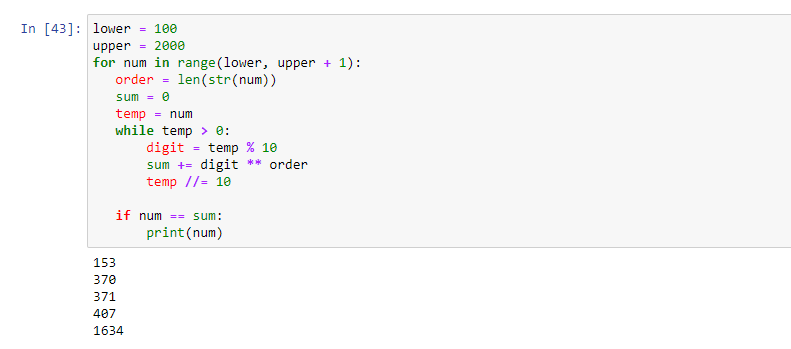 In [43]: lower = 100
upper = 2000
for num in range(lower, upper + 1):
   order = len(str(num))
   sum = 0
   temp = num
   while temp > 0:
       digit = temp % 10
       sum += digit ** order
       temp //= 10

   if num == sum:
       print(num)
153
370
371
407
1634